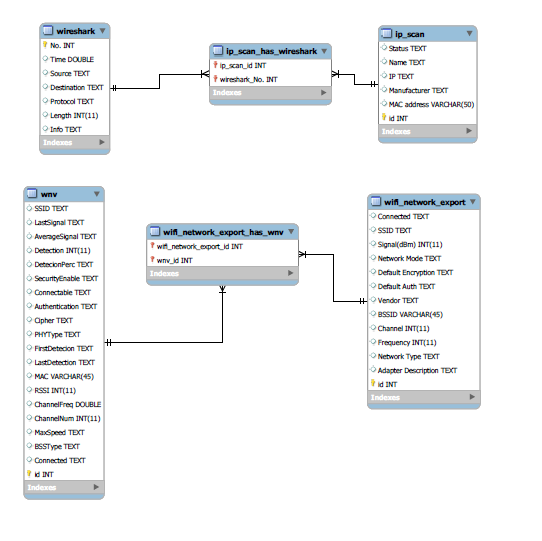 wireshark
No. INT
Time DOUBLE
Source TEXT
Destination TEXT
Protocol TEXT
Length INT(11)
Info TEXT
Indexes
ip_scan_has_wireshark
ip_scan_id INT
wireshark_No. INT
Indexes
ip_scan
Status TEXT
Name TEXT
IP TEXT
Manufacturer TEXT
MAC address VARCHAR(50)
id INT
Indexes
wnv
SSID TEXT
LastSignal TEXT
AverageSignal TEXT
Detection INT(11)
DetecionPerc TEXT
SecurityEnable TEXT
Connectable TEXT
Authentication TEXT
Cipher TEXT
PHYType TEXT
FirstDetecion TEXT
LastDetection TEXT
MAC VARCHAR(45)
RSSI INT(11)
ChannelFreq DOUBLE
ChannelNum INT(11)
MaxSpeed TEXT
BSSType TEXT
Connected TEXT
id INT
Indexes
wifi_network_export_has_wnv
wifi_network_export_id INT
wnv_id INT
Indexes
wifi_network_export
Connected TEXT
SSID TEXT
Signal(dBm) INT(11)
Network Mode TEXT
Default Encryption TEXT
Default Auth TEXT
Vendor TEXT
BSSID VARCHAR(45)
Channel INT(11)
Frequency INT(11)
Network Type TEXT
Adapter Description TEXT
id INT
Indexes